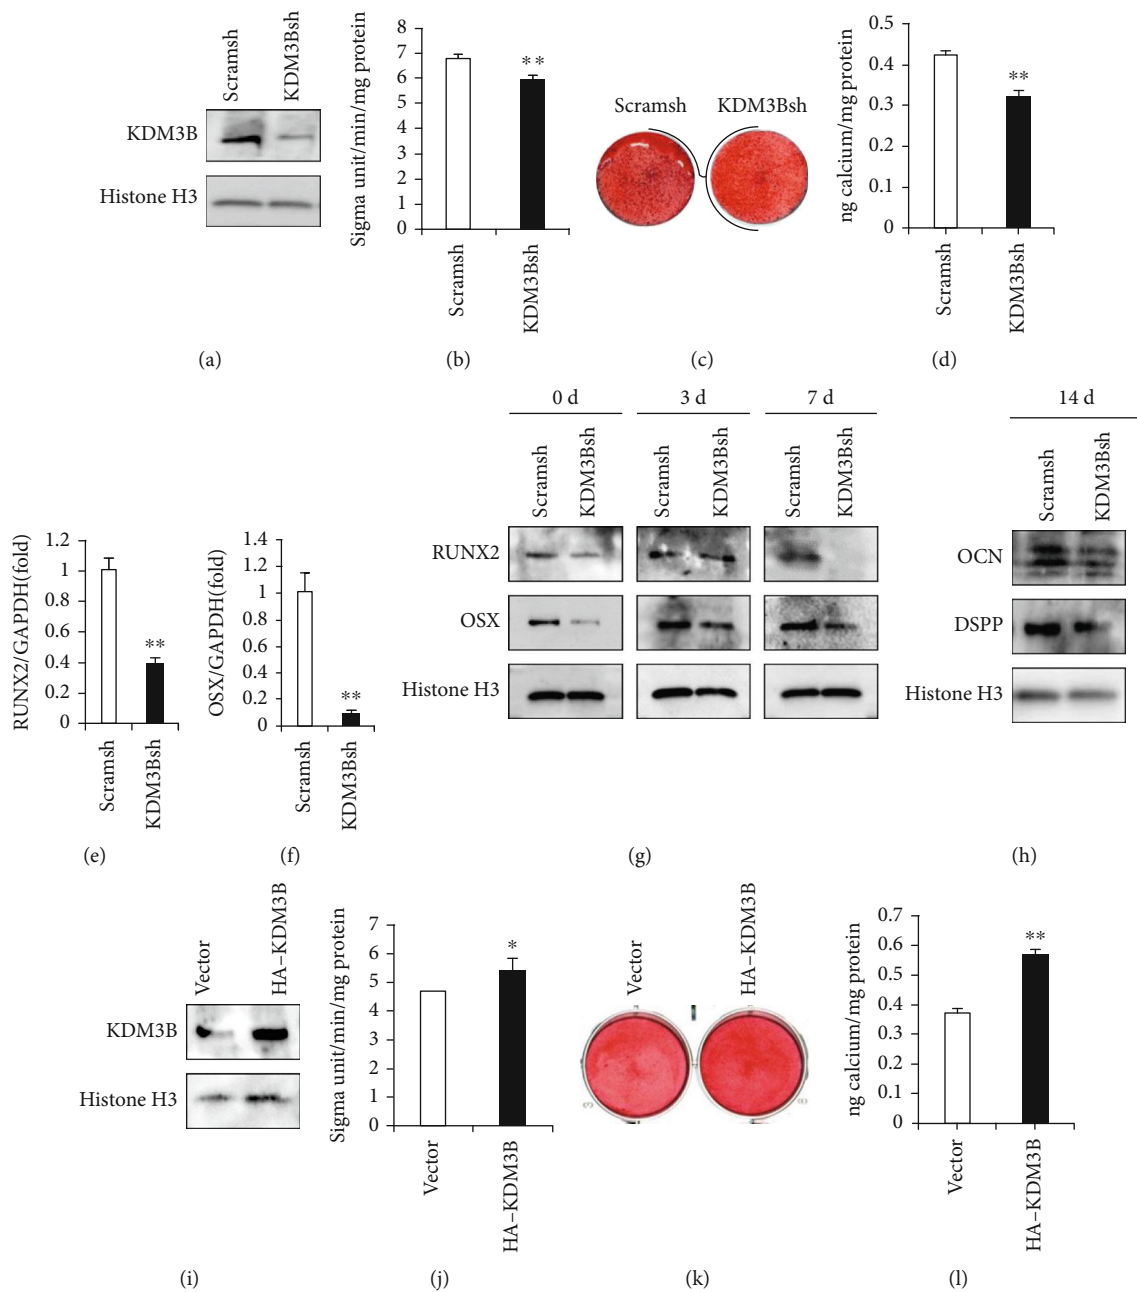 Scramsh
KDM3Bsh
KDM3B
Histone H3
(a)
Sigma unit/min/mg protein
8
7
6
5
4
3
2
1
0
**
Scramsh
KDM3Bsh
(b)
Scramsh
KDM3Bsh
(c)
ng calcium/mg protein
0.5
0.4
0.3
0.2
0.1
0
**
Scramsh
KDM3Bsh
(d)
RUNX2/GAPDH(fold)
1.2
1
0.8
0.6
0.4
0.2
0
**
Scramsh
KDM3Bsh
(e)
OSX/GAPDH(fold)
1.4
1.2
1
0.8
0.6
0.4
0.2
0
**
Scramsh
KDM3Bsh
(f)
0 d
3 d
7 d
Scramsh
KDM3Bsh
Scramsh
KDM3Bsh
Scramsh
KDM3Bsh
RUNX2
OSX
Histone H3
(g)
14 d
Scramsh
KDM3Bsh
OCN
DSPP
Histone H3
(h)
Vector
HA–KDM3B
KDM3B
Histone H3
(i)
Sigma unit/min/mg protein
7
6
5
4
3
2
1
0
*
Vector
HA–KDM3B
(j)
Vector
HA–KDM3B
(k)
ng calcium/mg protein
0.7
0.6
0.5
0.4
0.3
0.2
0.1
0
**
Vector
HA–KDM3B
(l)